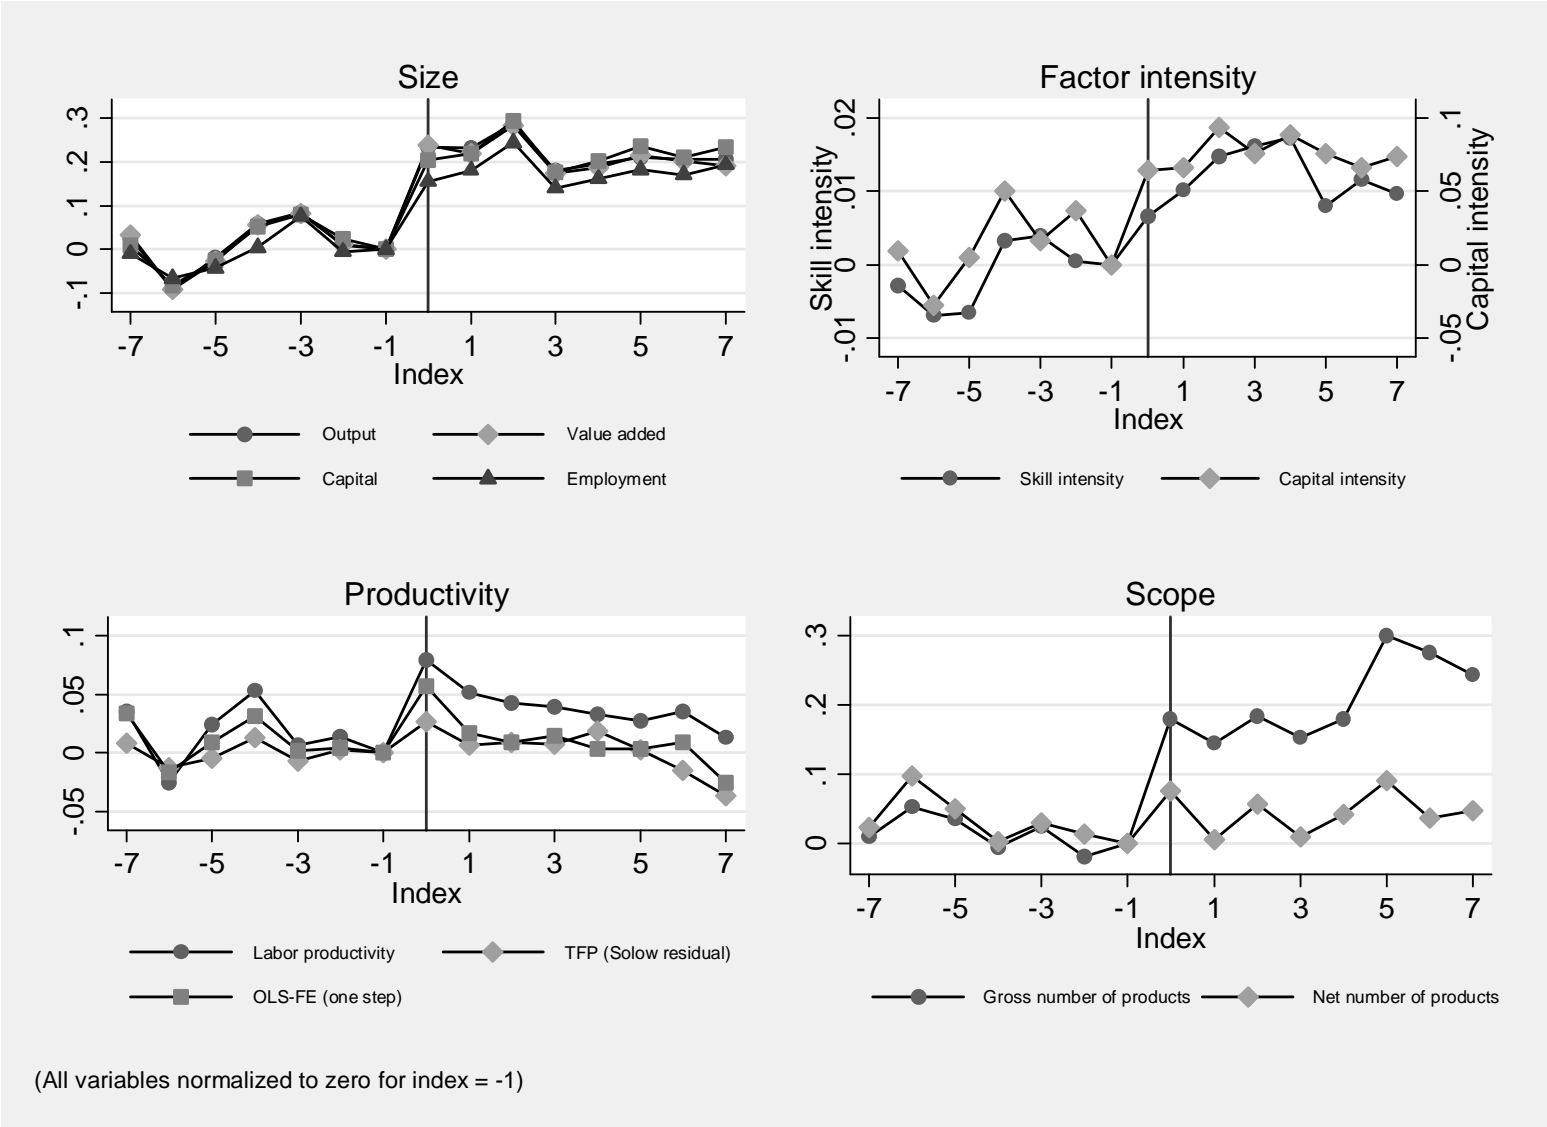 Size
.3
.2
.1
0
-.1
-7 -5 -3 -1 1 3 5 7
Index
Output Value added
Capital Employment
Factor intensity
Skill intensity
.02
.01
0
-.01
Capital intensity
.1
.05
0
-.05
-7 -5 -3 -1 1 3 5 7
Index
Skill intensity Capital intensity
Productivity
.1
.05
0
-.05
-7 -5 -3 -1 1 3 5 7
Index
Labor productivity TFP (Solow residual)
OLS-FE (one step)
Scope
.3
.2
.1
0
-7 -5 -3 -1 1 3 5 7
Index
Gross number of products Net number of products
(All variables normalized to zero for index = -1)